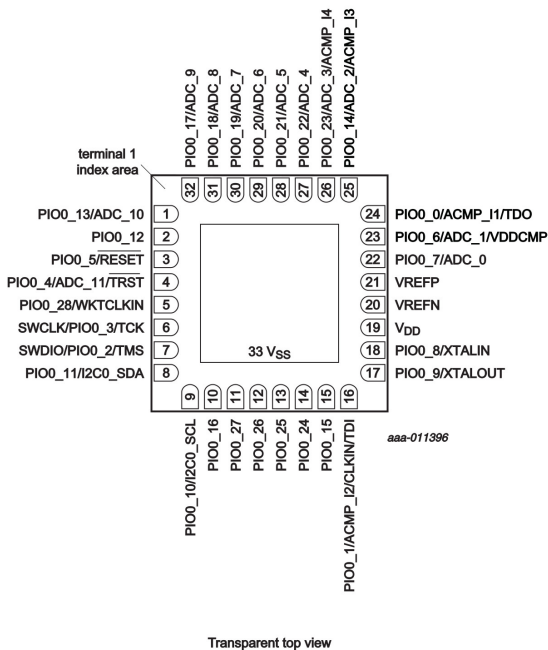 PIO0_17/ADC_9
PIO0_18/ADC_8
PIO0_19/ADC_7
PIO0_20/ADC_6
PIO0_21/ADC_5
PIO0_22/ADC_4
PIO0_23/ADC_3/ACMP_I4
PIO0_14/ADC_2/ACMP_I3
terminal 1
index area
32
31
30
29
28
27
26
25
PIO0_13/ADC_10 1
PIO0_12 2
PIO0_5/RESET 3
PIO0_4/ADC_11/TRST 4
PIO0_28/WKTCLKIN 5
SWCLK/PIO0_3/TCK 6
SWDIO/PIO0_2/TMS 7
PIO0_11/I2C0_SDA 8
24 PIO0_0/ACMP_I1/TDO
23 PIO0_6/ADC_1/VDDCMP
22 PIO0_7/ADC_0
21 VREFP
20 VREFN
19 VDD
18 PIO0_8/XTALIN
17 PIO0_9/XTALOUT
33 VSS
9
10
11
12
13
14
15
16
PIO0_10/I2C0_SCL
PIO0_16
PIO0_27
PIO0_26
PIO0_25
PIO0_24
PIO0_15
PIO0_1/ACMP_I2/CLKIN/TDI
aaa-011396
Transparent top view